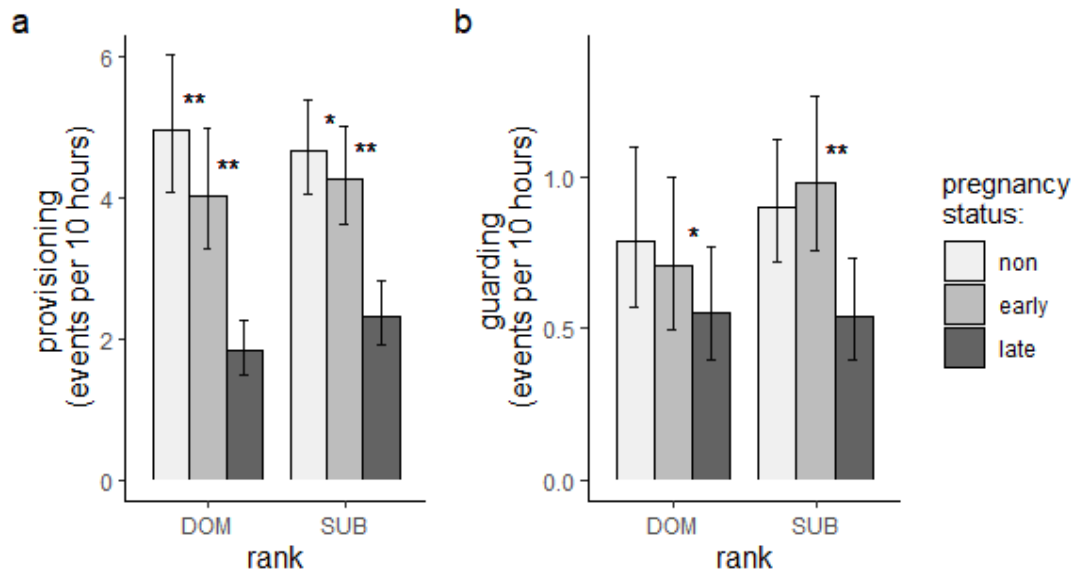 a
provisioning
(events per 10 hours)
6
4
2
0
**
**
*
**
DOM
SUB
rank
b
guarding
(events per 10 hours)
1.0
0.5
0.0
*
**
DOM
SUB
rank
pregnancy
status:
non
early
late